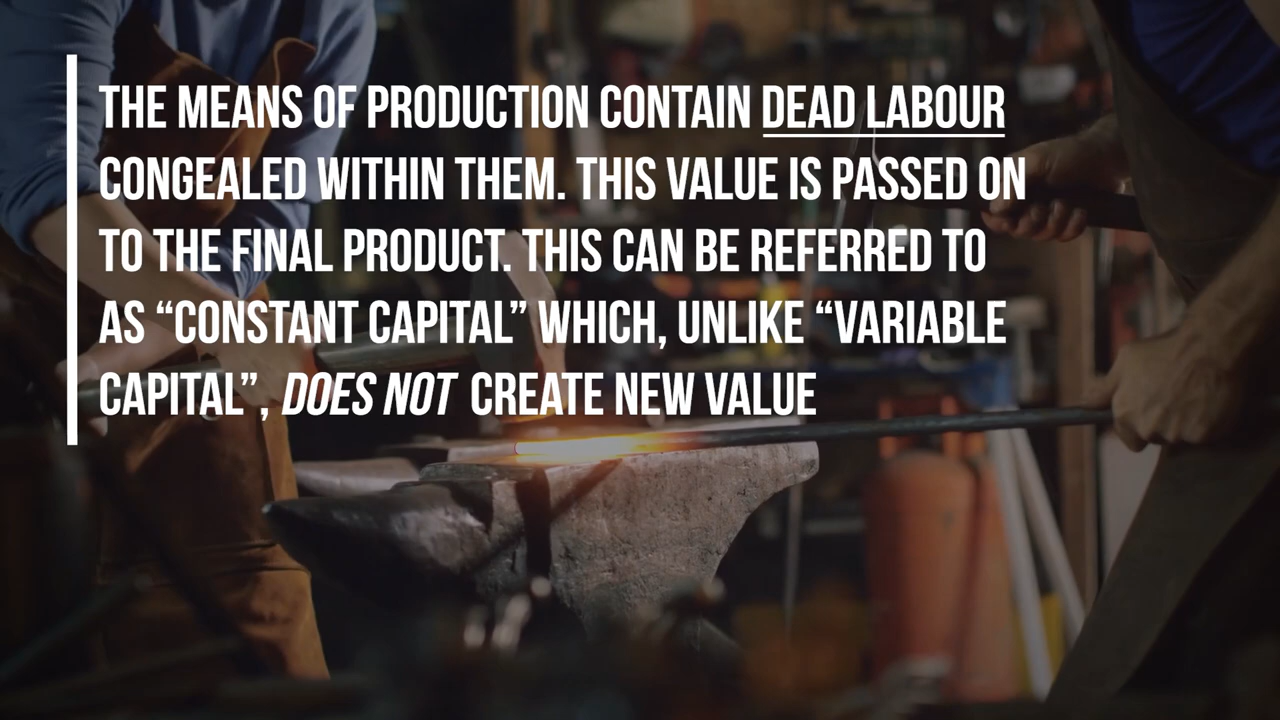 THE MEANS OF PRODUCTION CONTAIN DEAD LABOUR
CONGEALED WITHIN THEM. THIS VALUE IS PASSED ON
TO THE FINAL PRODUCT. THIS CAN BE REFERRED TO
AS “CONSTANT CAPITAL” WHICH, UNLIKE “VARIABLE
CAPITAL”, DOES NOT CREATE NEW VALUE